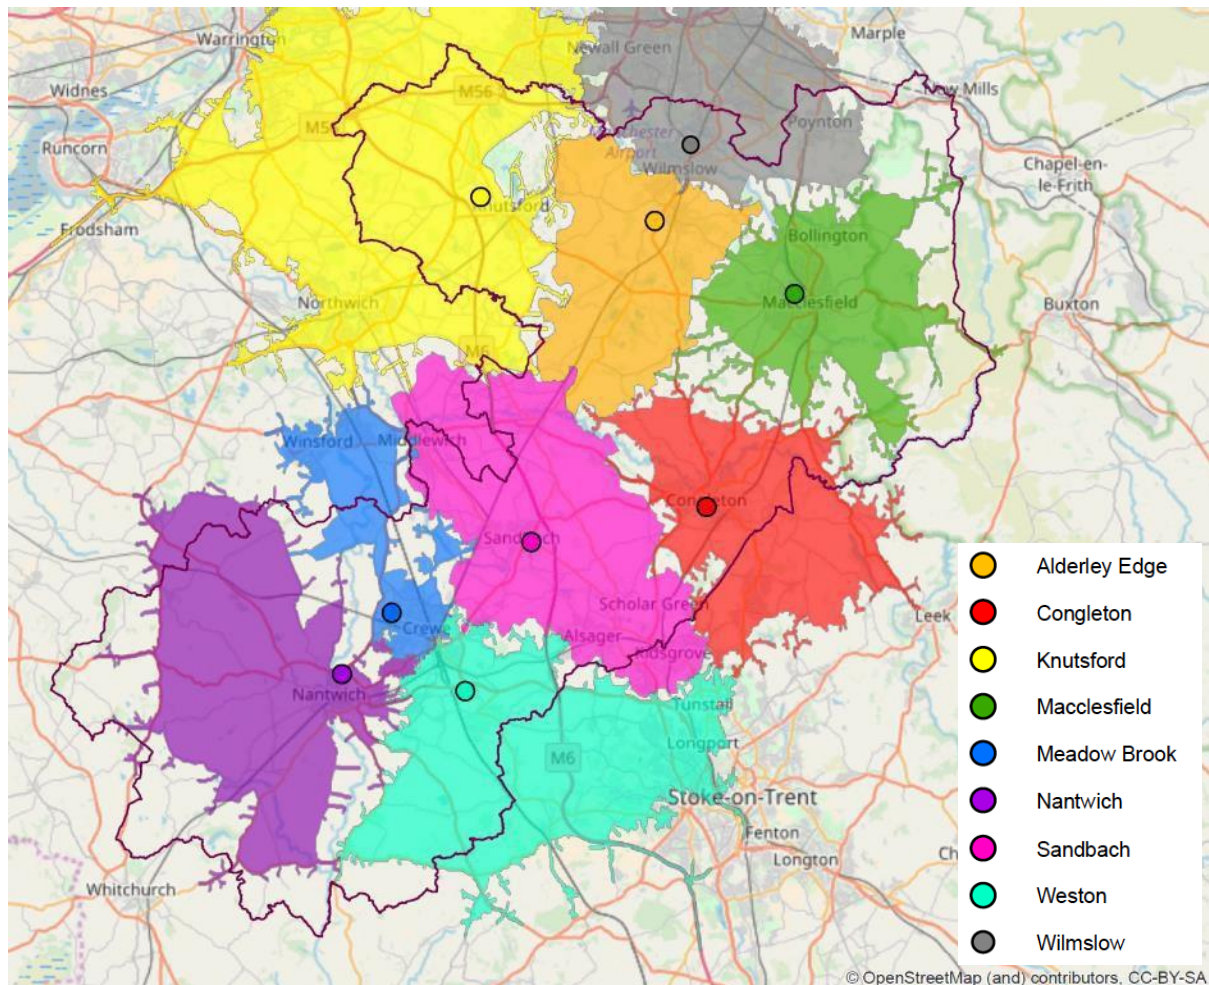 Warrington
Newall Green
Marple
Widnes
M56
New Mills
Poynton
M56
Manchester
Airport
Runcorn
Wilmslow
Chapel-en-
le-Frith
Knutsford
Frodsham
Bollington
Northwich
Macclesfield
Buxton
M6
Winsford
Middlewich
Congleton
Sandbach
Scholar Green
Leek
Crewe
Alsager
Kidsgrove
Nantwich
Tunstall
Longport
M6
Stoke-on-Trent
Fenton
Longton
Ch
Whitchurch
Alderley Edge
Congleton
Knutsford
Macclesfield
Meadow Brook
Nantwich
Sandbach
Weston
Wilmslow
© OpenStreetMap (and) contributors, CC-BY-SA